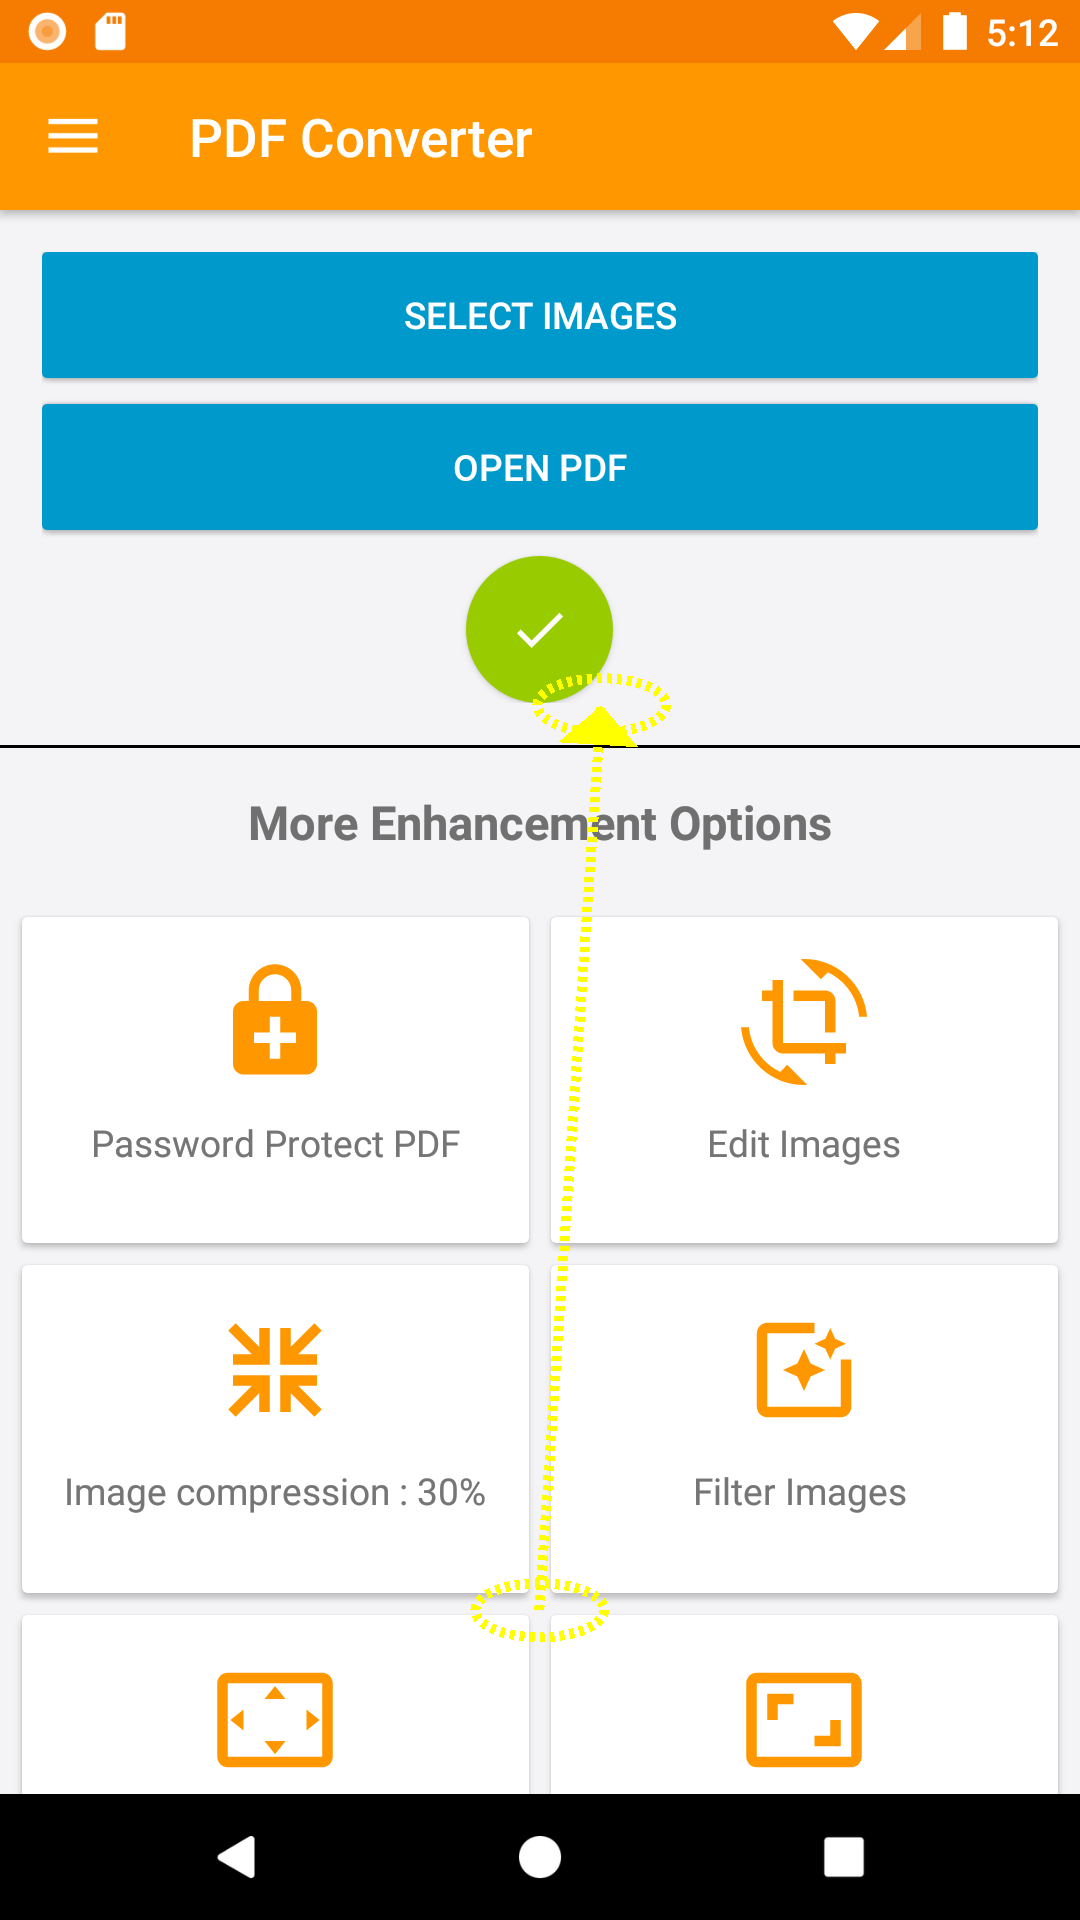 5:12
PDF Converter
SELECT IMAGES
OPEN PDF
More Enhancement Options
Password Protect PDF
Edit Images
Image compression : 30%
Filter Images